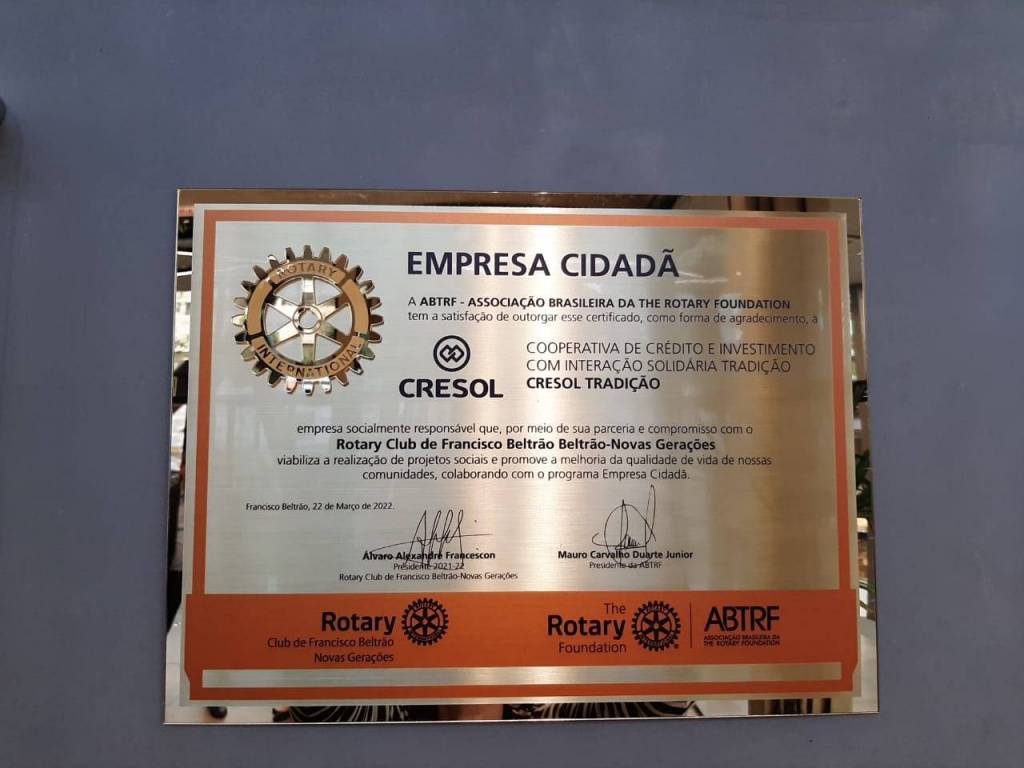 ROTARY
INTERNATIONAL
EMPRESA CIDADÃ
A ABTRF - ASSOCIAÇÃO BRASILEIRA DA THE ROTARY FOUNDATION
tem a satisfação de outorgar esse certificado, como forma de agradecimento, à
CRESOL
COOPERATIVA DE CRÉDITO E INVESTIMENTO
COM INTERAÇÃO SOLIDÁRIA TRADIÇÃO
CRESOL TRADIÇÃO
empresa socialmente responsável que, por meio de sua parceria e compromisso com o
Rotary Club de Francisco Beltrão Beltrão-Novas Gerações
viabiliza a realização de projetos sociais e promove a melhoria da qualidade de vida de nossas
comunidades, colaborando com o programa Empresa Cidadã.
Francisco Beltrão, 22 de Março de 2022.
Álvaro Alexandre Francescon
Presidente 2021-22
Rotary Club de Francisco Beltrão-Novas Gerações
Mauro Carvalho Duarte Junior
Presidente da ABTRF
Rotary
Club de Francisco Beltrão
Novas Gerações
The
Rotary
Foundation
ABTRF
ASSOCIAÇÃO BRASILEIRA DA
THE ROTARY FOUNDATION